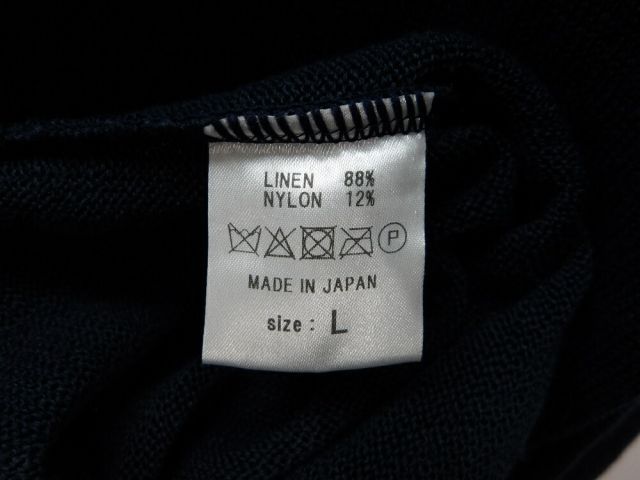 LINEN 88%
NYLON 12%
P
MADE IN JAPAN
size : L